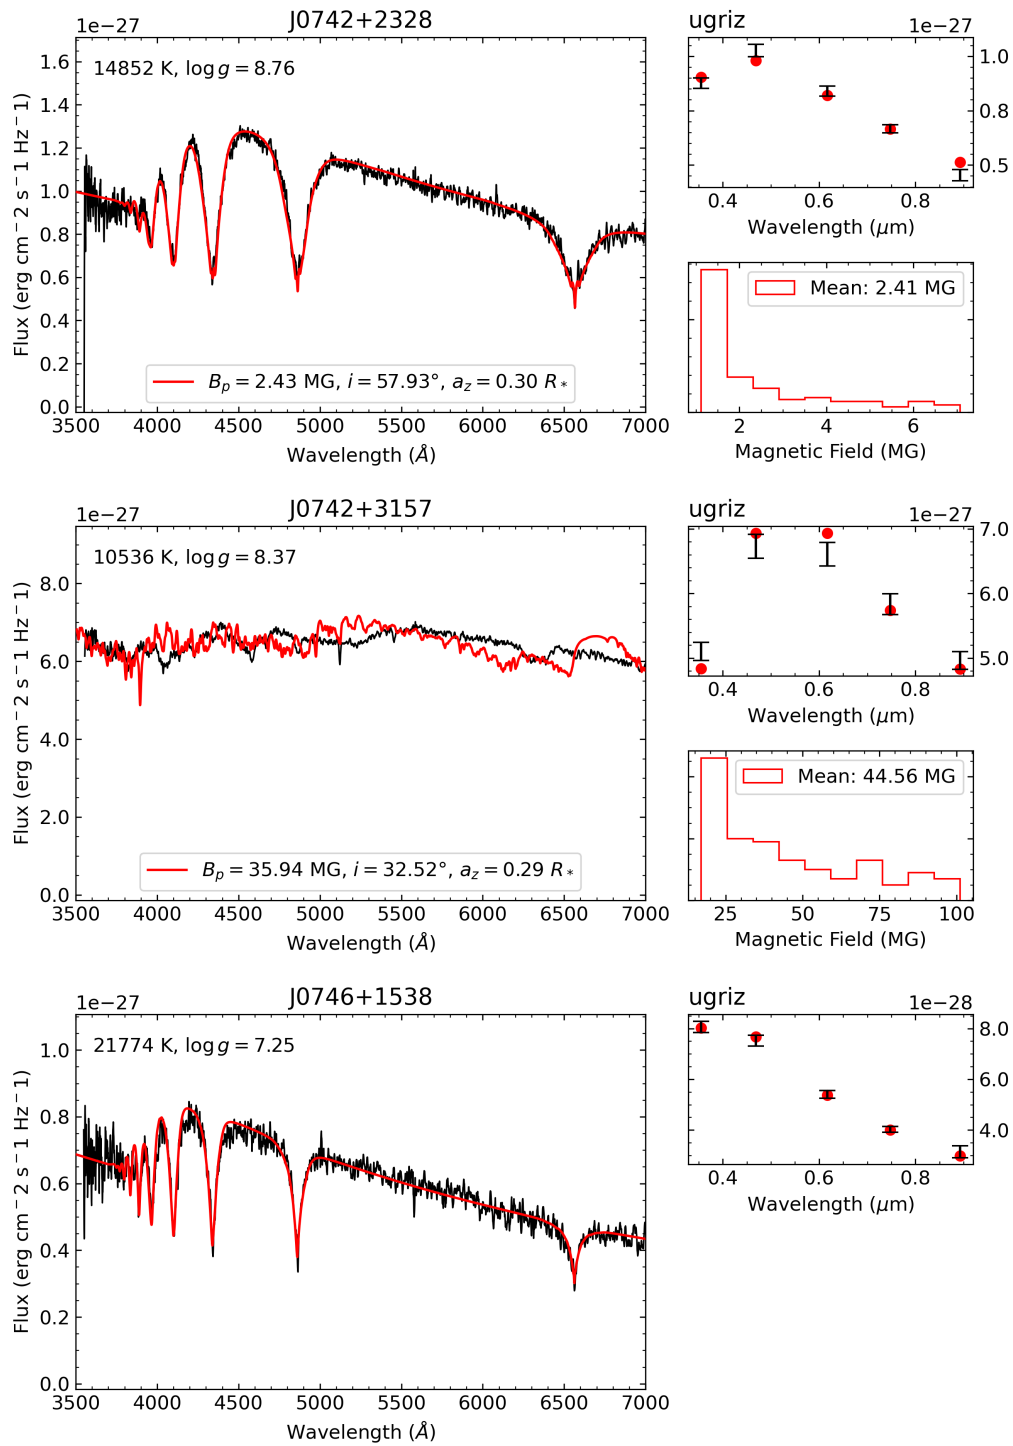 J0742+2328
1e−27
14852 K, log g = 8.76
Flux (erg cm−2 s−1 Hz−1)
1.6
1.4
1.2
1.0
0.8
0.6
0.4
0.2
0.0
B_p = 2.43 MG, i = 57.93°, a_z = 0.30 R_*
3500 4000 4500 5000 5500 6000 6500 7000
Wavelength (Å)
ugriz 1e−27
1.0
0.8
0.5
0.4 0.6 0.8
Wavelength (μm)
Mean: 2.41 MG
2 4 6
Magnetic Field (MG)
J0742+3157
1e−27
10536 K, log g = 8.37
Flux (erg cm−2 s−1 Hz−1)
8.0
6.0
4.0
2.0
0.0
B_p = 35.94 MG, i = 32.52°, a_z = 0.29 R_*
3500 4000 4500 5000 5500 6000 6500 7000
Wavelength (Å)
ugriz 1e−27
7.0
6.0
5.0
0.4 0.6 0.8
Wavelength (μm)
Mean: 44.56 MG
25 50 75 100
Magnetic Field (MG)
J0746+1538
1e−27
21774 K, log g = 7.25
Flux (erg cm−2 s−1 Hz−1)
1.0
0.8
0.6
0.4
0.2
0.0
3500 4000 4500 5000 5500 6000 6500 7000
Wavelength (Å)
ugriz 1e−28
8.0
6.0
4.0
0.4 0.6 0.8
Wavelength (μm)